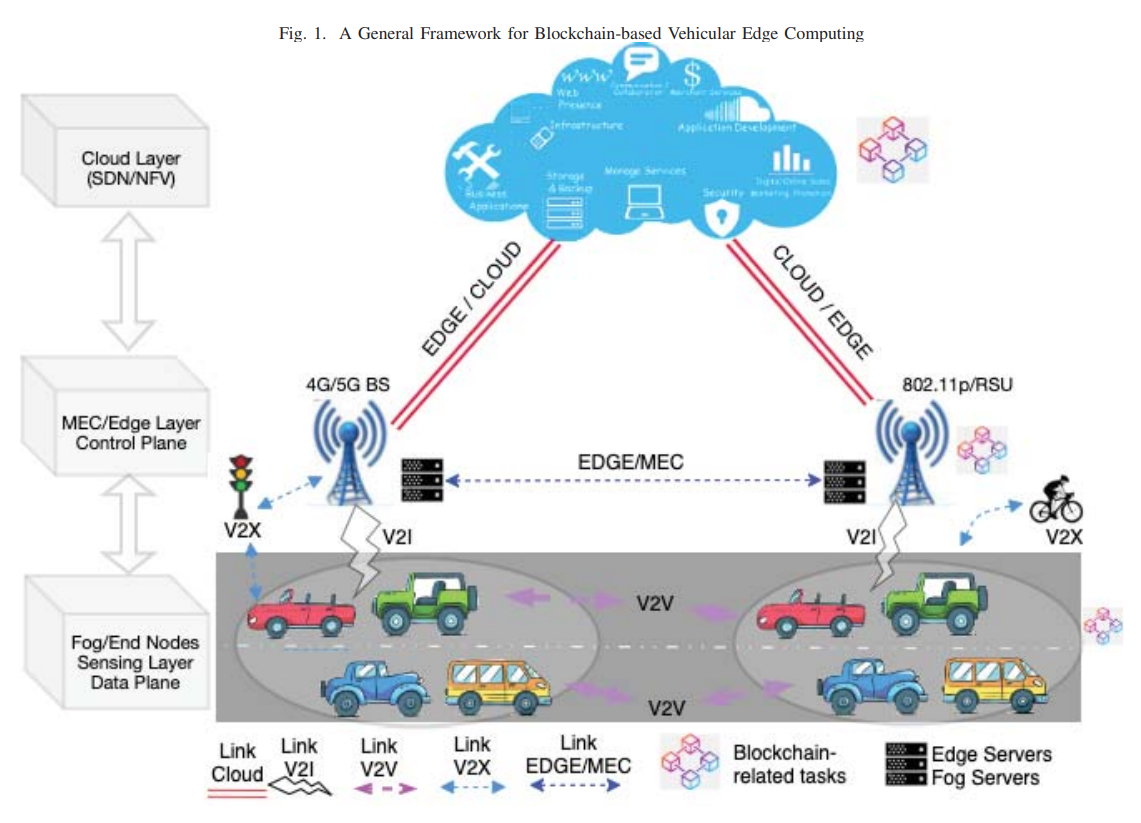 Fig. 1. A General Framework for Blockchain-based Vehicular Edge Computing
www
Web
Presence
Infrastructure
$
Application Development
Business
Applications
Storage
& Backup
Manage Services
Security
Cloud Layer
(SDN/NFV)
EDGE / CLOUD
CLOUD / EDGE
4G/5G BS
802.11p/RSU
MEC/Edge Layer
Control Plane
EDGE/MEC
V2X
V2I
V2I
V2X
V2V
Fog/End Nodes
Sensing Layer
Data Plane
V2V
Link
Cloud
Link
V2I
Link
V2V
Link
V2X
Link
EDGE/MEC
Blockchain-
related tasks
Edge Servers
Fog Servers